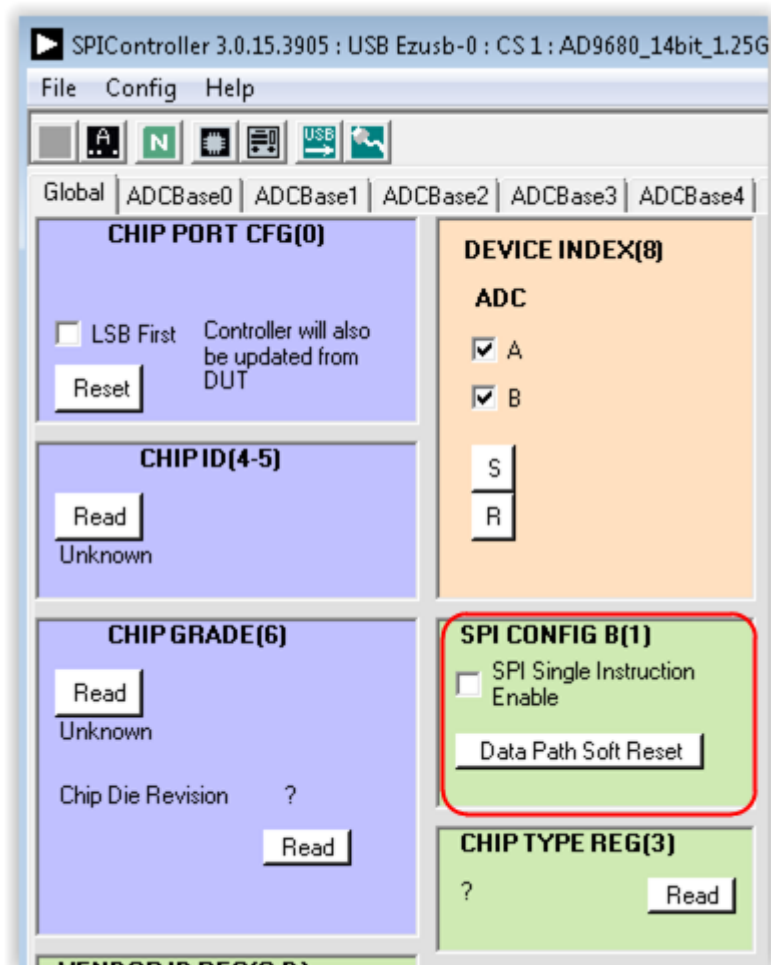 SPIController 3.0.15.3905 : USB Ezusb-0 : CS 1 : AD9680_14bit_1.25G
File Config Help
A
N
USB
Global ADCBase0 ADCBase1 ADCBase2 ADCBase3 ADCBase4
CHIP PORT CFG(0)
LSB First
Controller will also
be updated from
DUT
Reset
CHIP ID(4-5)
Read
Unknown
CHIP GRADE(6)
Read
Unknown
Chip Die Revision ?
Read
DEVICE INDEX(8)
ADC
A
B
S
R
SPI CONFIG B(1)
SPI Single Instruction
Enable
Data Path Soft Reset
CHIP TYPE REG(3)
? Read